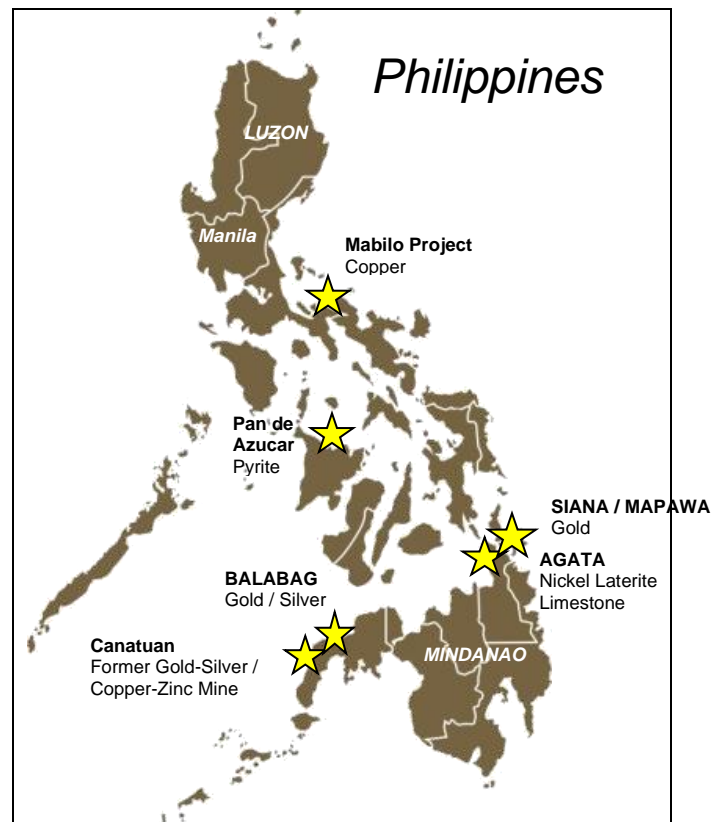 Philippines
LUZON
Manila
Mabilo Project
Copper
Pan de
Azucar
Pyrite
SIANA / MAPAWA
Gold
AGATA
Nickel Laterite
Limestone
BALABAG
Gold / Silver
Canatuan
Former Gold-Silver /
Copper-Zinc Mine
MINDANAO